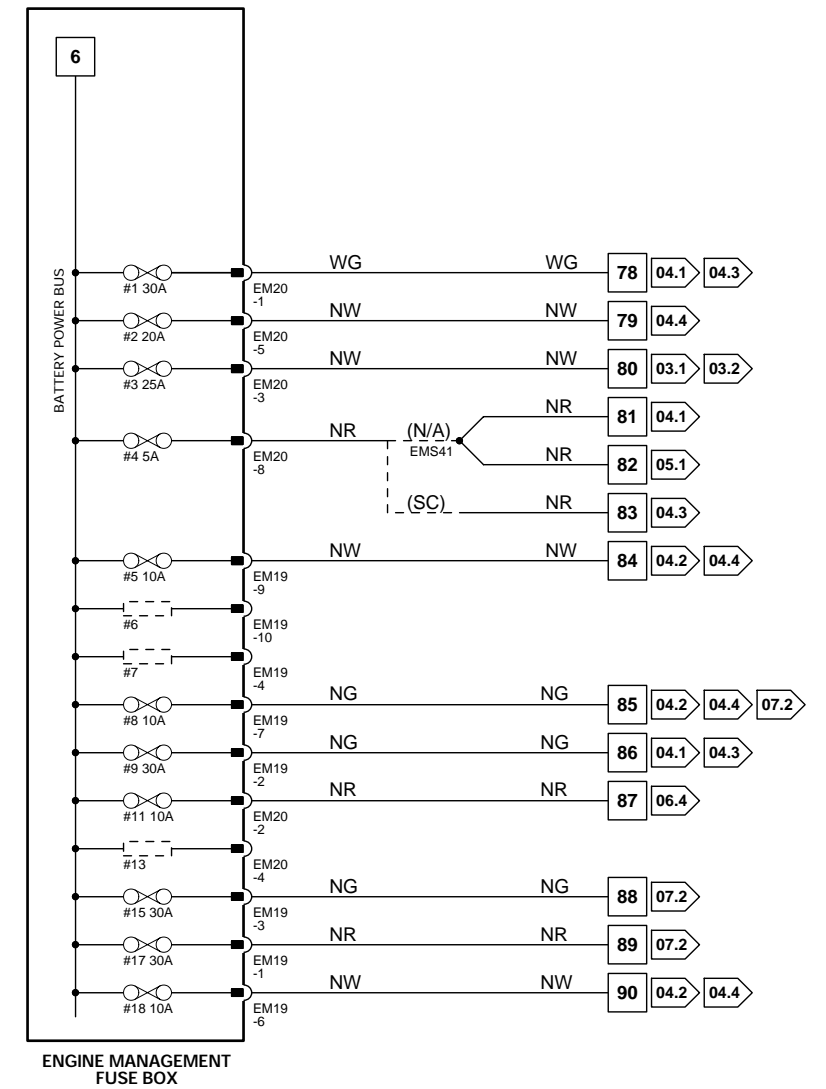 6
BATTERY POWER BUS
#1 30A
EM20
-1
WG
WG
78
04.1
04.3
#2 20A
EM20
-5
NW
NW
79
04.4
#3 25A
EM20
-3
NW
NW
80
03.1
03.2
#4 5A
EM20
-8
NR
(N/A)
EMS41
NR
81
04.1
NR
82
05.1
(SC)
NR
83
04.3
#5 10A
EM19
-9
NW
NW
84
04.2
04.4
#6
EM19
-10
#7
EM19
-4
#8 10A
EM19
-7
NG
NG
85
04.2
04.4
07.2
#9 30A
EM19
-2
NG
NG
86
04.1
04.3
#11 10A
EM20
-2
NR
NR
87
06.4
#13
EM20
-4
#15 30A
EM19
-3
NG
NG
88
07.2
#17 30A
EM19
-1
NR
NR
89
07.2
#18 10A
EM19
-6
NW
NW
90
04.2
04.4
ENGINE MANAGEMENT
FUSE BOX